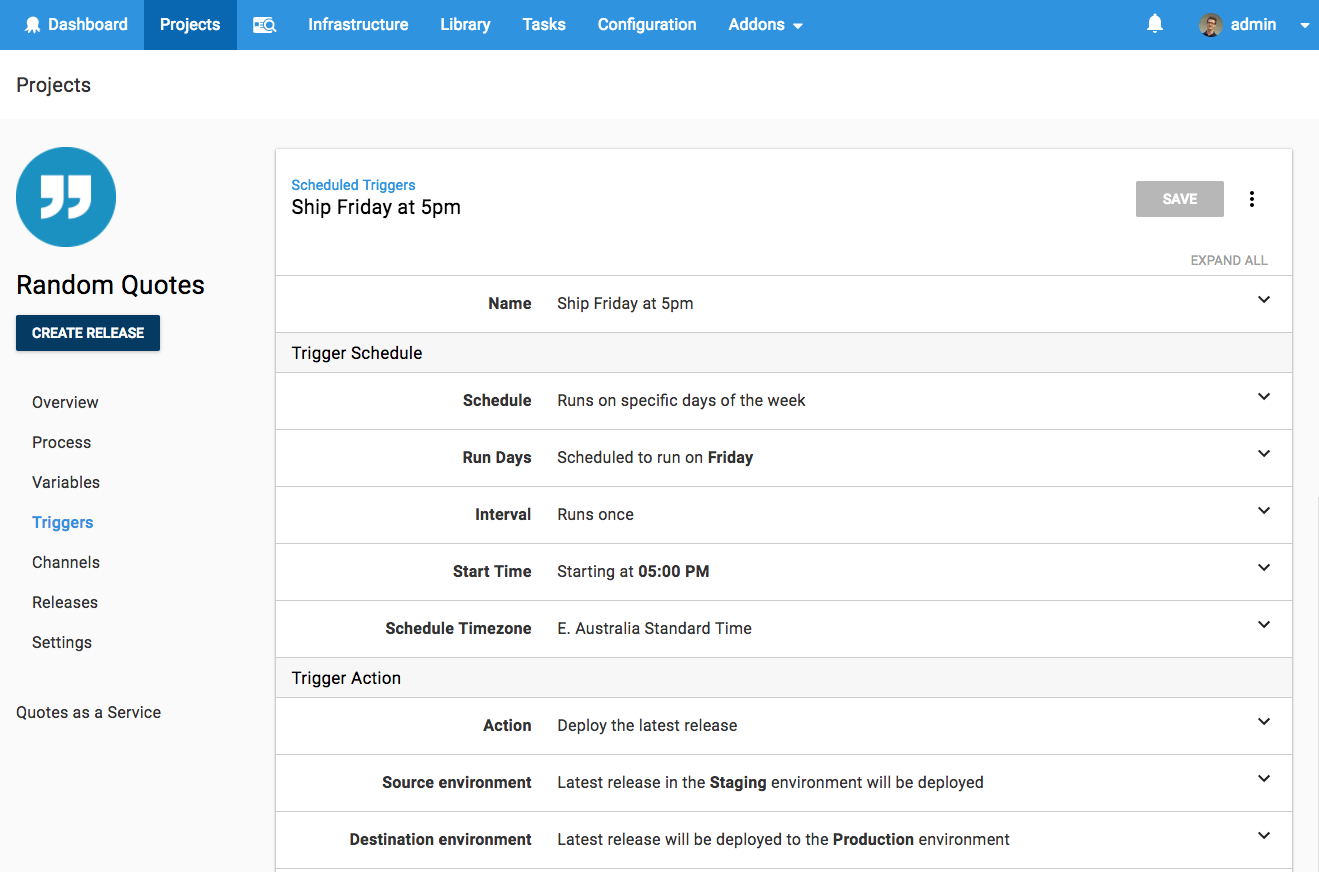 Dashboard Projects Infrastructure Library Tasks Configuration Addons admin
Projects
Random Quotes
CREATE RELEASE
Overview
Process
Variables
Triggers
Channels
Releases
Settings
Quotes as a Service
Scheduled Triggers
Ship Friday at 5pm
SAVE
EXPAND ALL
Name Ship Friday at 5pm
Trigger Schedule
Schedule Runs on specific days of the week
Run Days Scheduled to run on Friday
Interval Runs once
Start Time Starting at 05:00 PM
Schedule Timezone E. Australia Standard Time
Trigger Action
Action Deploy the latest release
Source environment Latest release in the Staging environment will be deployed
Destination environment Latest release will be deployed to the Production environment